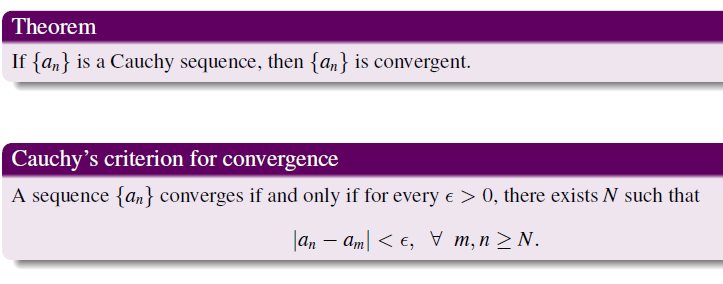 Theorem
If {aₙ} is a Cauchy sequence, then {aₙ} is convergent.
Cauchy's criterion for convergence
A sequence {aₙ} converges if and only if for every ϵ > 0, there exists N such that
|aₙ − aₘ| < ϵ, ∀ m, n ≥ N.